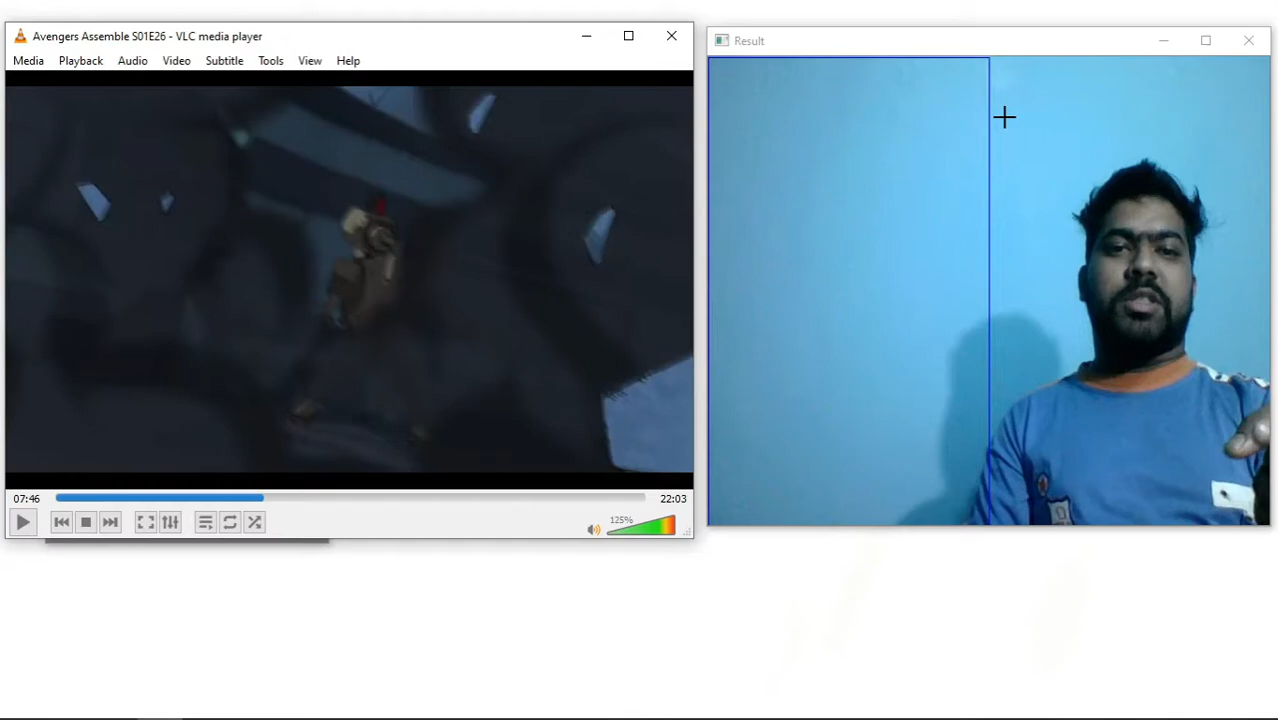 Avengers Assemble S01E26 - VLC media player
Media Playback Audio Video Subtitle Tools View Help
07:46
22:03
125%
Result